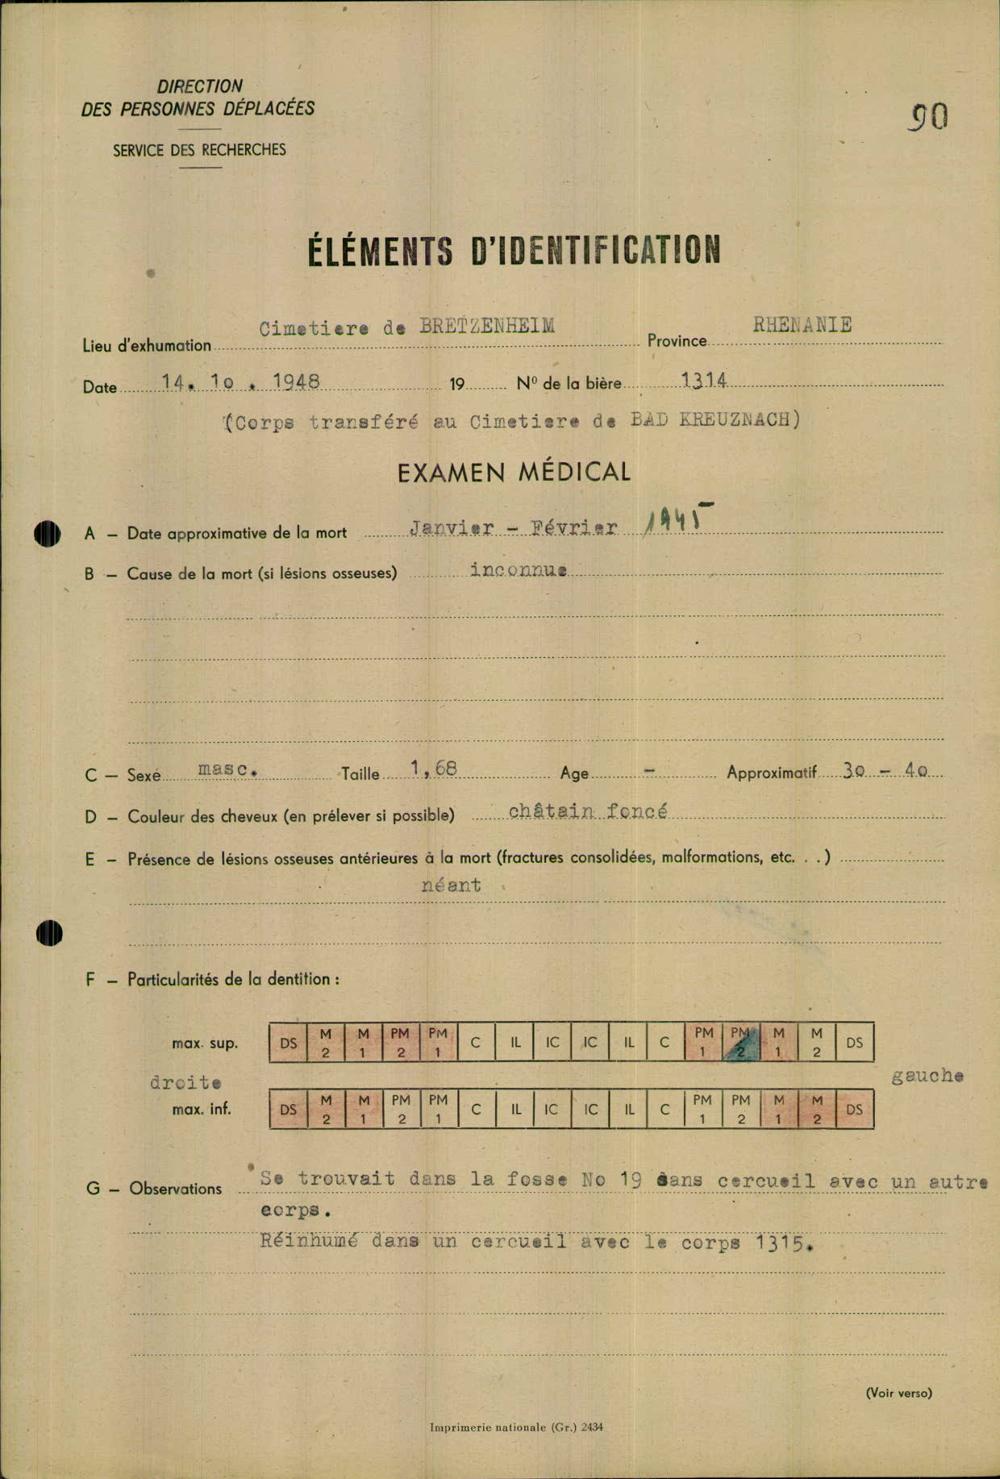 DIRECTION
DES PERSONNES DÉPLACÉES
SERVICE DES RECHERCHES
90
ÉLÉMENTS D'IDENTIFICATION
Lieu d'exhumation Cimetiere de BRETZENHEIM Province RHENANIE
Date 14. 10 . 1948 19 Nº de la bière 1314
(Corps transféré au Cimetiere de BAD KREUZNACH)
EXAMEN MÉDICAL
A – Date approximative de la mort Janvier - Février 1945
B – Cause de la mort (si lésions osseuses) inconnue
C – Sexe masc. Taille 1,68 Age - Approximatif 30 - 40
D – Couleur des cheveux (en prélever si possible) châtain foncé
E – Présence de lésions osseuses antérieures à la mort (fractures consolidées, malformations, etc. . .)
néant
F – Particularités de la dentition :
max. sup. DS M 2 M 1 PM 2 PM 1 C IL IC IC IL C PM 1 PM 2 M 1 M 2 DS
droite gauche
max. inf. DS M 2 M 1 PM 2 PM 1 C IL IC IC IL C PM 1 PM 2 M 1 M 2 DS
G – Observations Se trouvait dans la fosse No 19 sans cercueil avec un autre
corps.
Réinhumé dans un cercueil avec le corps 1315.
(Voir verso)
Imprimerie nationale (Gr.) 2434